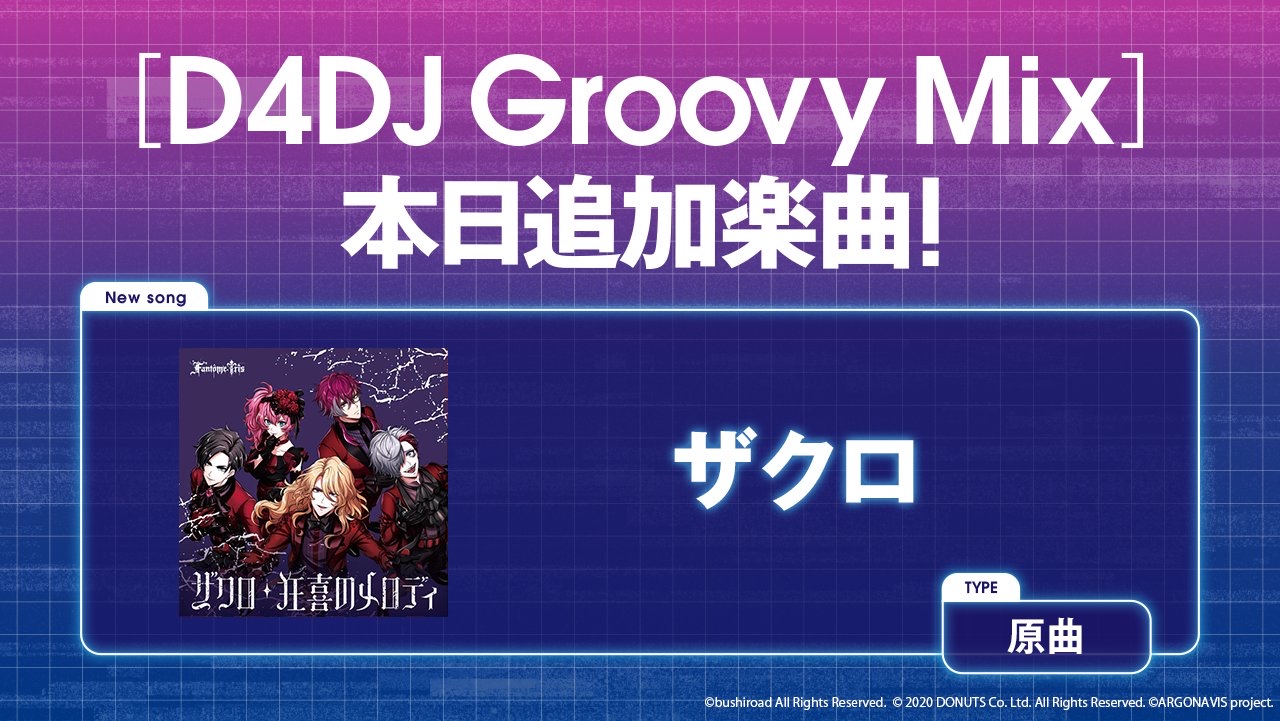 [D4DJ Groovy Mix]
本日追加楽曲!
New song
Fantôme Iris
ザクロ・狂喜のメロディ
ザクロ
TYPE
原曲
©bushiroad All Rights Reserved. © 2020 DONUTS Co. Ltd. All Rights Reserved. ©ARGONAVIS project.